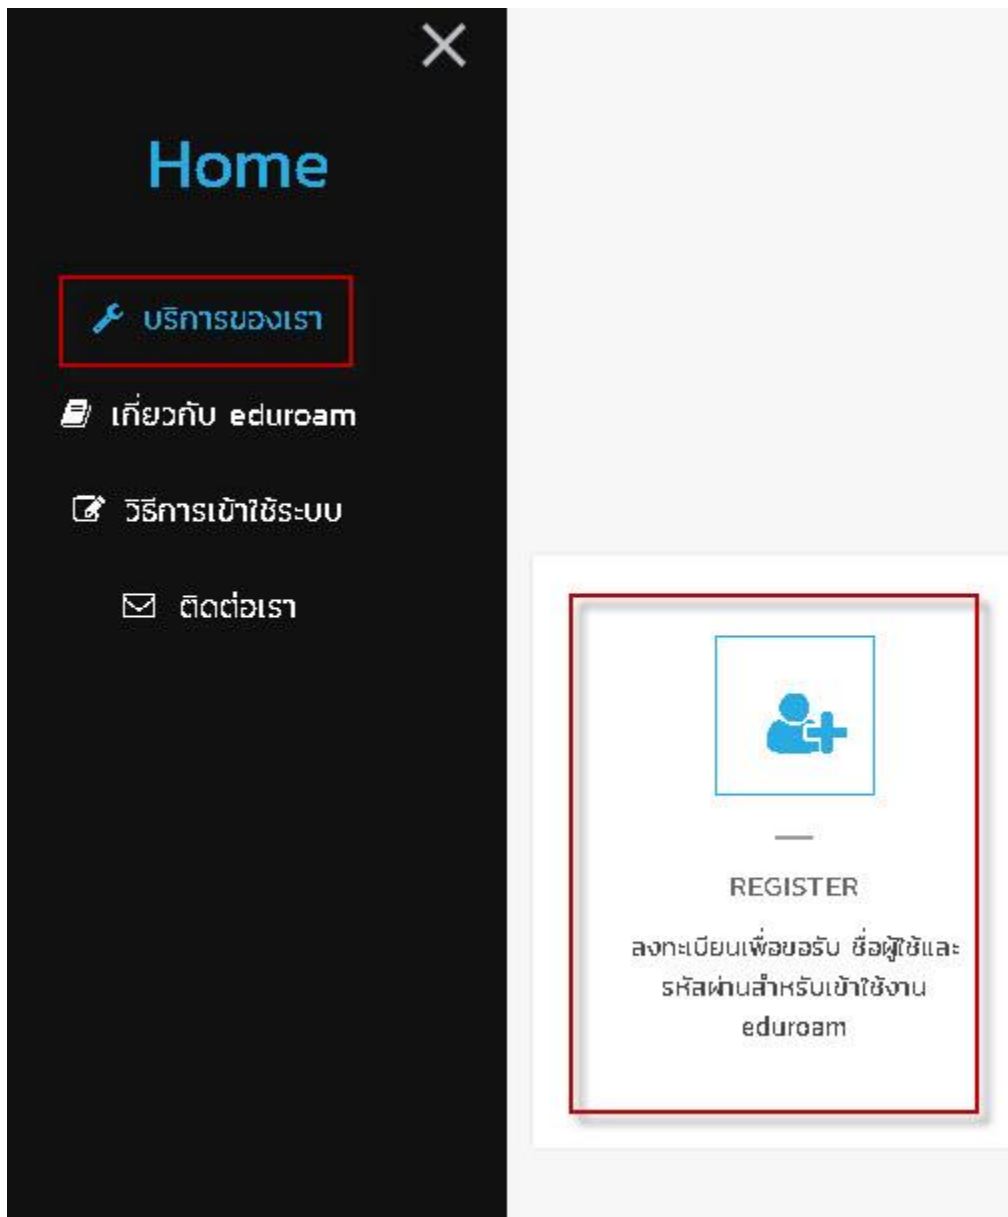 Home
บริการของเรา
เกี่ยวกับ eduroam
วิธีการเข้าใช้ระบบ
ติดต่อเรา
REGISTER
ลงทะเบียนเพื่อขอรับ ชื่อผู้ใช้และ
รหัสผ่านสำหรับเข้าใช้งาน
eduroam